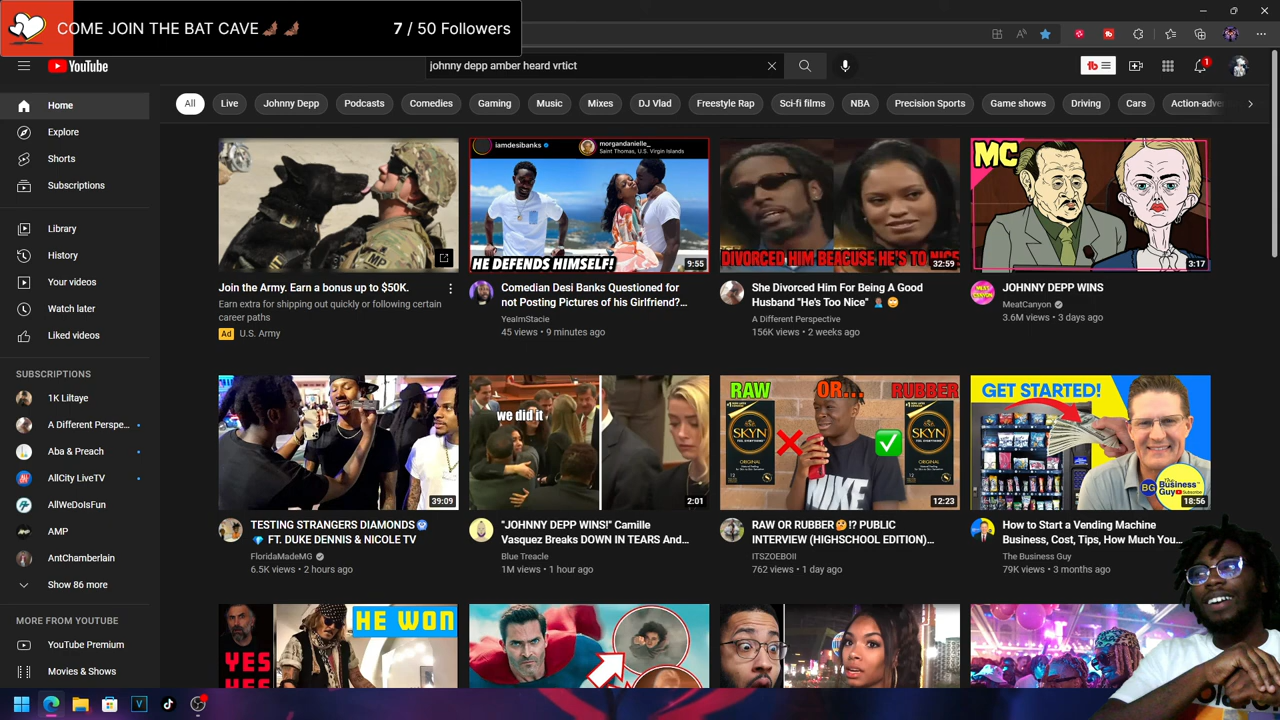 COME JOIN THE BAT CAVE🦇 🦇
7 / 50 Followers
YouTube
johnny depp amber heard vrtict
1
All
Live
Johnny Depp
Podcasts
Comedies
Gaming
Music
Mixes
DJ Vlad
Freestyle Rap
Sci-fi films
NBA
Precision Sports
Game shows
Driving
Cars
Action-adve
Home
Explore
Shorts
Subscriptions
Library
History
Your videos
Watch later
Liked videos
SUBSCRIPTIONS
1K Liltaye
A Different Perspe...
Aba & Preach
AllCity LiveTV
AllWeDoIsFun
AMP
AntChamberlain
Show 86 more
MORE FROM YOUTUBE
YouTube Premium
Movies & Shows
MP
Join the Army. Earn a bonus up to $50K.
Earn extra for shipping out quickly or following certain
career paths
Ad U.S. Army
iamdesibanks
morgandanielle_
Saint Thomas, U.S. Virgin Islands
HE DEFENDS HIMSELF!
9:55
Comedian Desi Banks Questioned for
not Posting Pictures of his Girlfriend?...
YealmStacie
45 views • 9 minutes ago
DIVORCED HIM BEACUSE HE'S TO NICE
32:59
She Divorced Him For Being A Good
Husband "He's Too Nice" 🤦🏾‍♂️ 🙄
A Different Perspective
156K views • 2 weeks ago
MC
3:17
JOHNNY DEPP WINS
MeatCanyon
3.6M views • 3 days ago
39:09
TESTING STRANGERS DIAMONDS🥶
💎 FT. DUKE DENNIS & NICOLE TV
FloridaMadeMG
6.5K views • 2 hours ago
we did it
2:01
"JOHNNY DEPP WINS!" Camille
Vasquez Breaks DOWN IN TEARS And...
Blue Treacle
1M views • 1 hour ago
RAW OR... RUBBER
SKYN
ORIGINAL
SKYN
ORIGINAL
NIKE
12:23
RAW OR RUBBER🤔⁉️ PUBLIC
INTERVIEW (HIGHSCHOOL EDITION)...
ITSZOEBOII
762 views • 1 day ago
GET STARTED!
BG
The Business Guy
Subscribe
18:56
How to Start a Vending Machine
Business, Cost, Tips, How Much You...
The Business Guy
79K views • 3 months ago
YES
YES
HE WON